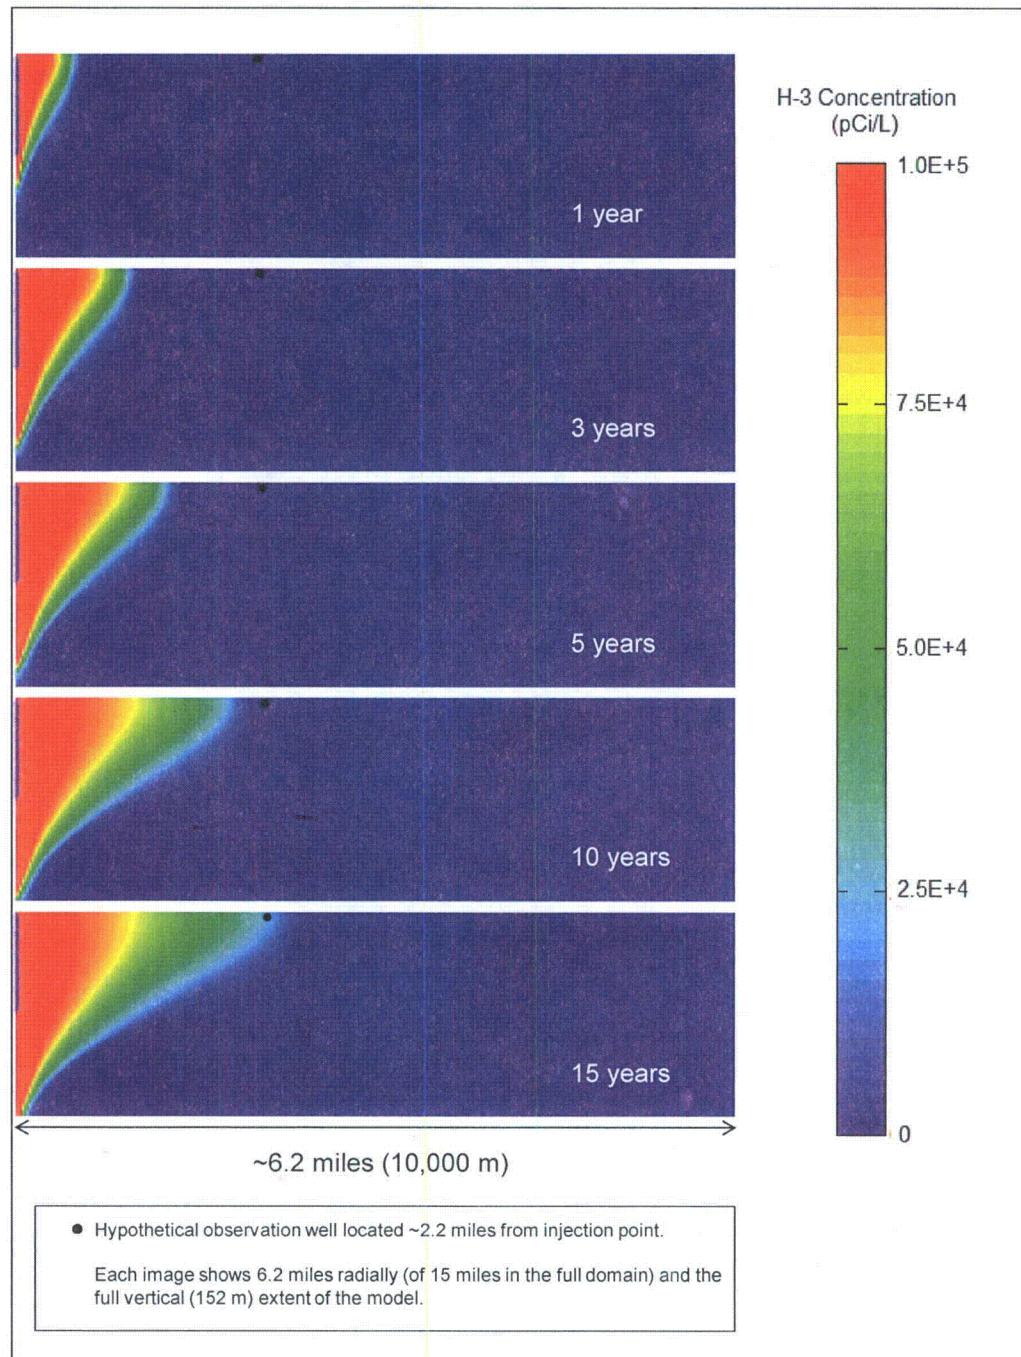 H-3 Concentration
(pCi/L)
1.0E+5
7.5E+4
5.0E+4
2.5E+4
0
1 year
3 years
5 years
10 years
15 years
~6.2 miles (10,000 m)
Hypothetical observation well located ~2.2 miles from injection point.
Each image shows 6.2 miles radially (of 15 miles in the full domain) and the
full vertical (152 m) extent of the model.